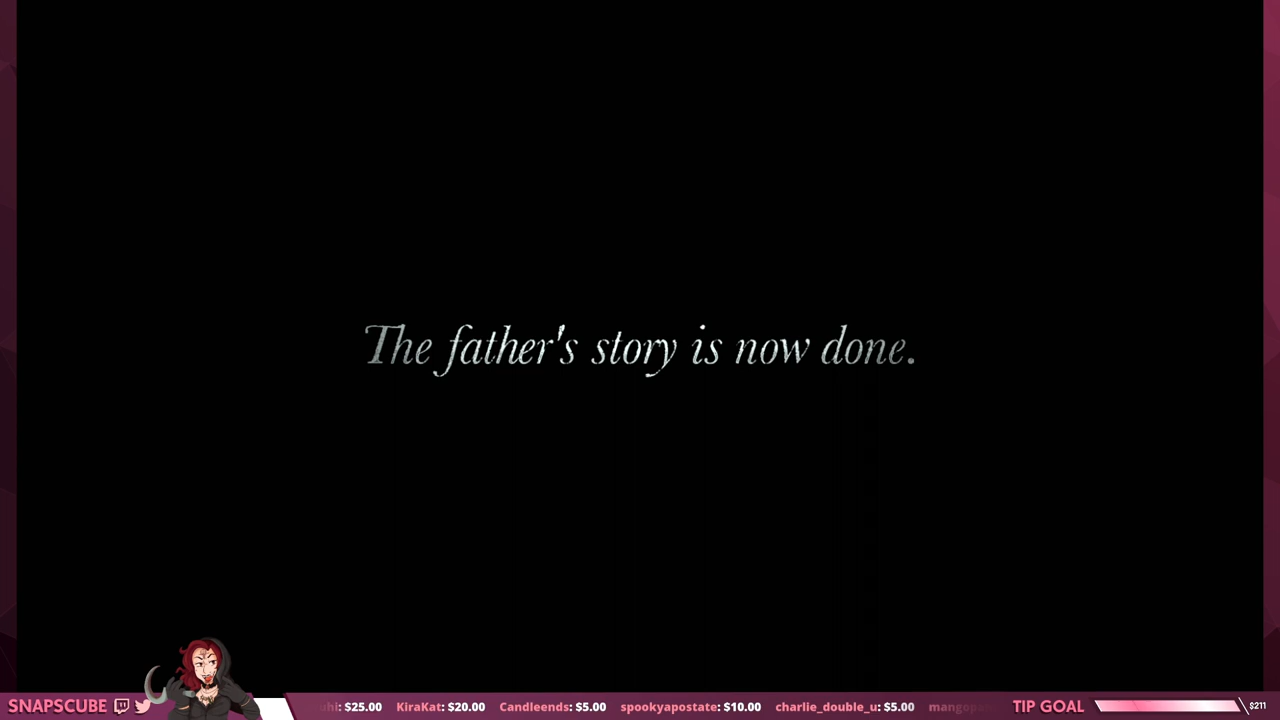 The father's story is now done.
SNAPSCUBE
uhi: $25.00 KiraKat: $20.00 Candleends: $5.00 spookyapostate: $10.00 charlie_double_u: $5.00
TIP GOAL
$211